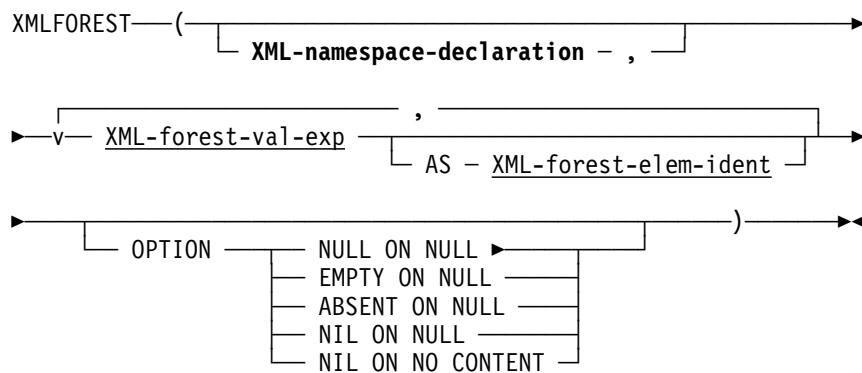 XMLFOREST (
XML-namespace-declaration - ,
,
v XML-forest-val-exp
AS - XML-forest-elem-ident
OPTION NULL ON NULL )
EMPTY ON NULL
ABSENT ON NULL
NIL ON NULL
NIL ON NO CONTENT